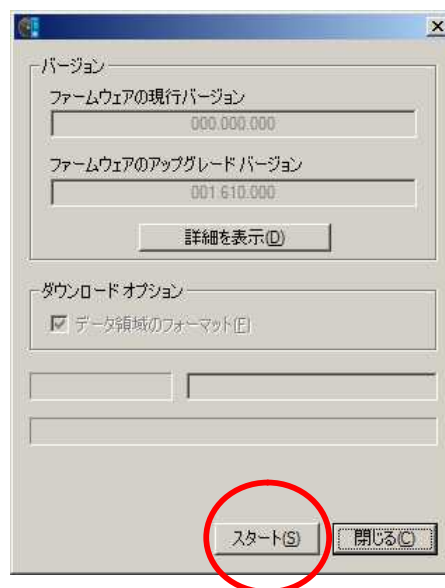 バージョン
ファームウェアの現行バージョン
000.000.000
ファームウェアのアップグレード バージョン
001.610.000
詳細を表示(D)
ダウンロード オプション
データ領域のフォーマット(F)
スタート(S)
閉じる(C)